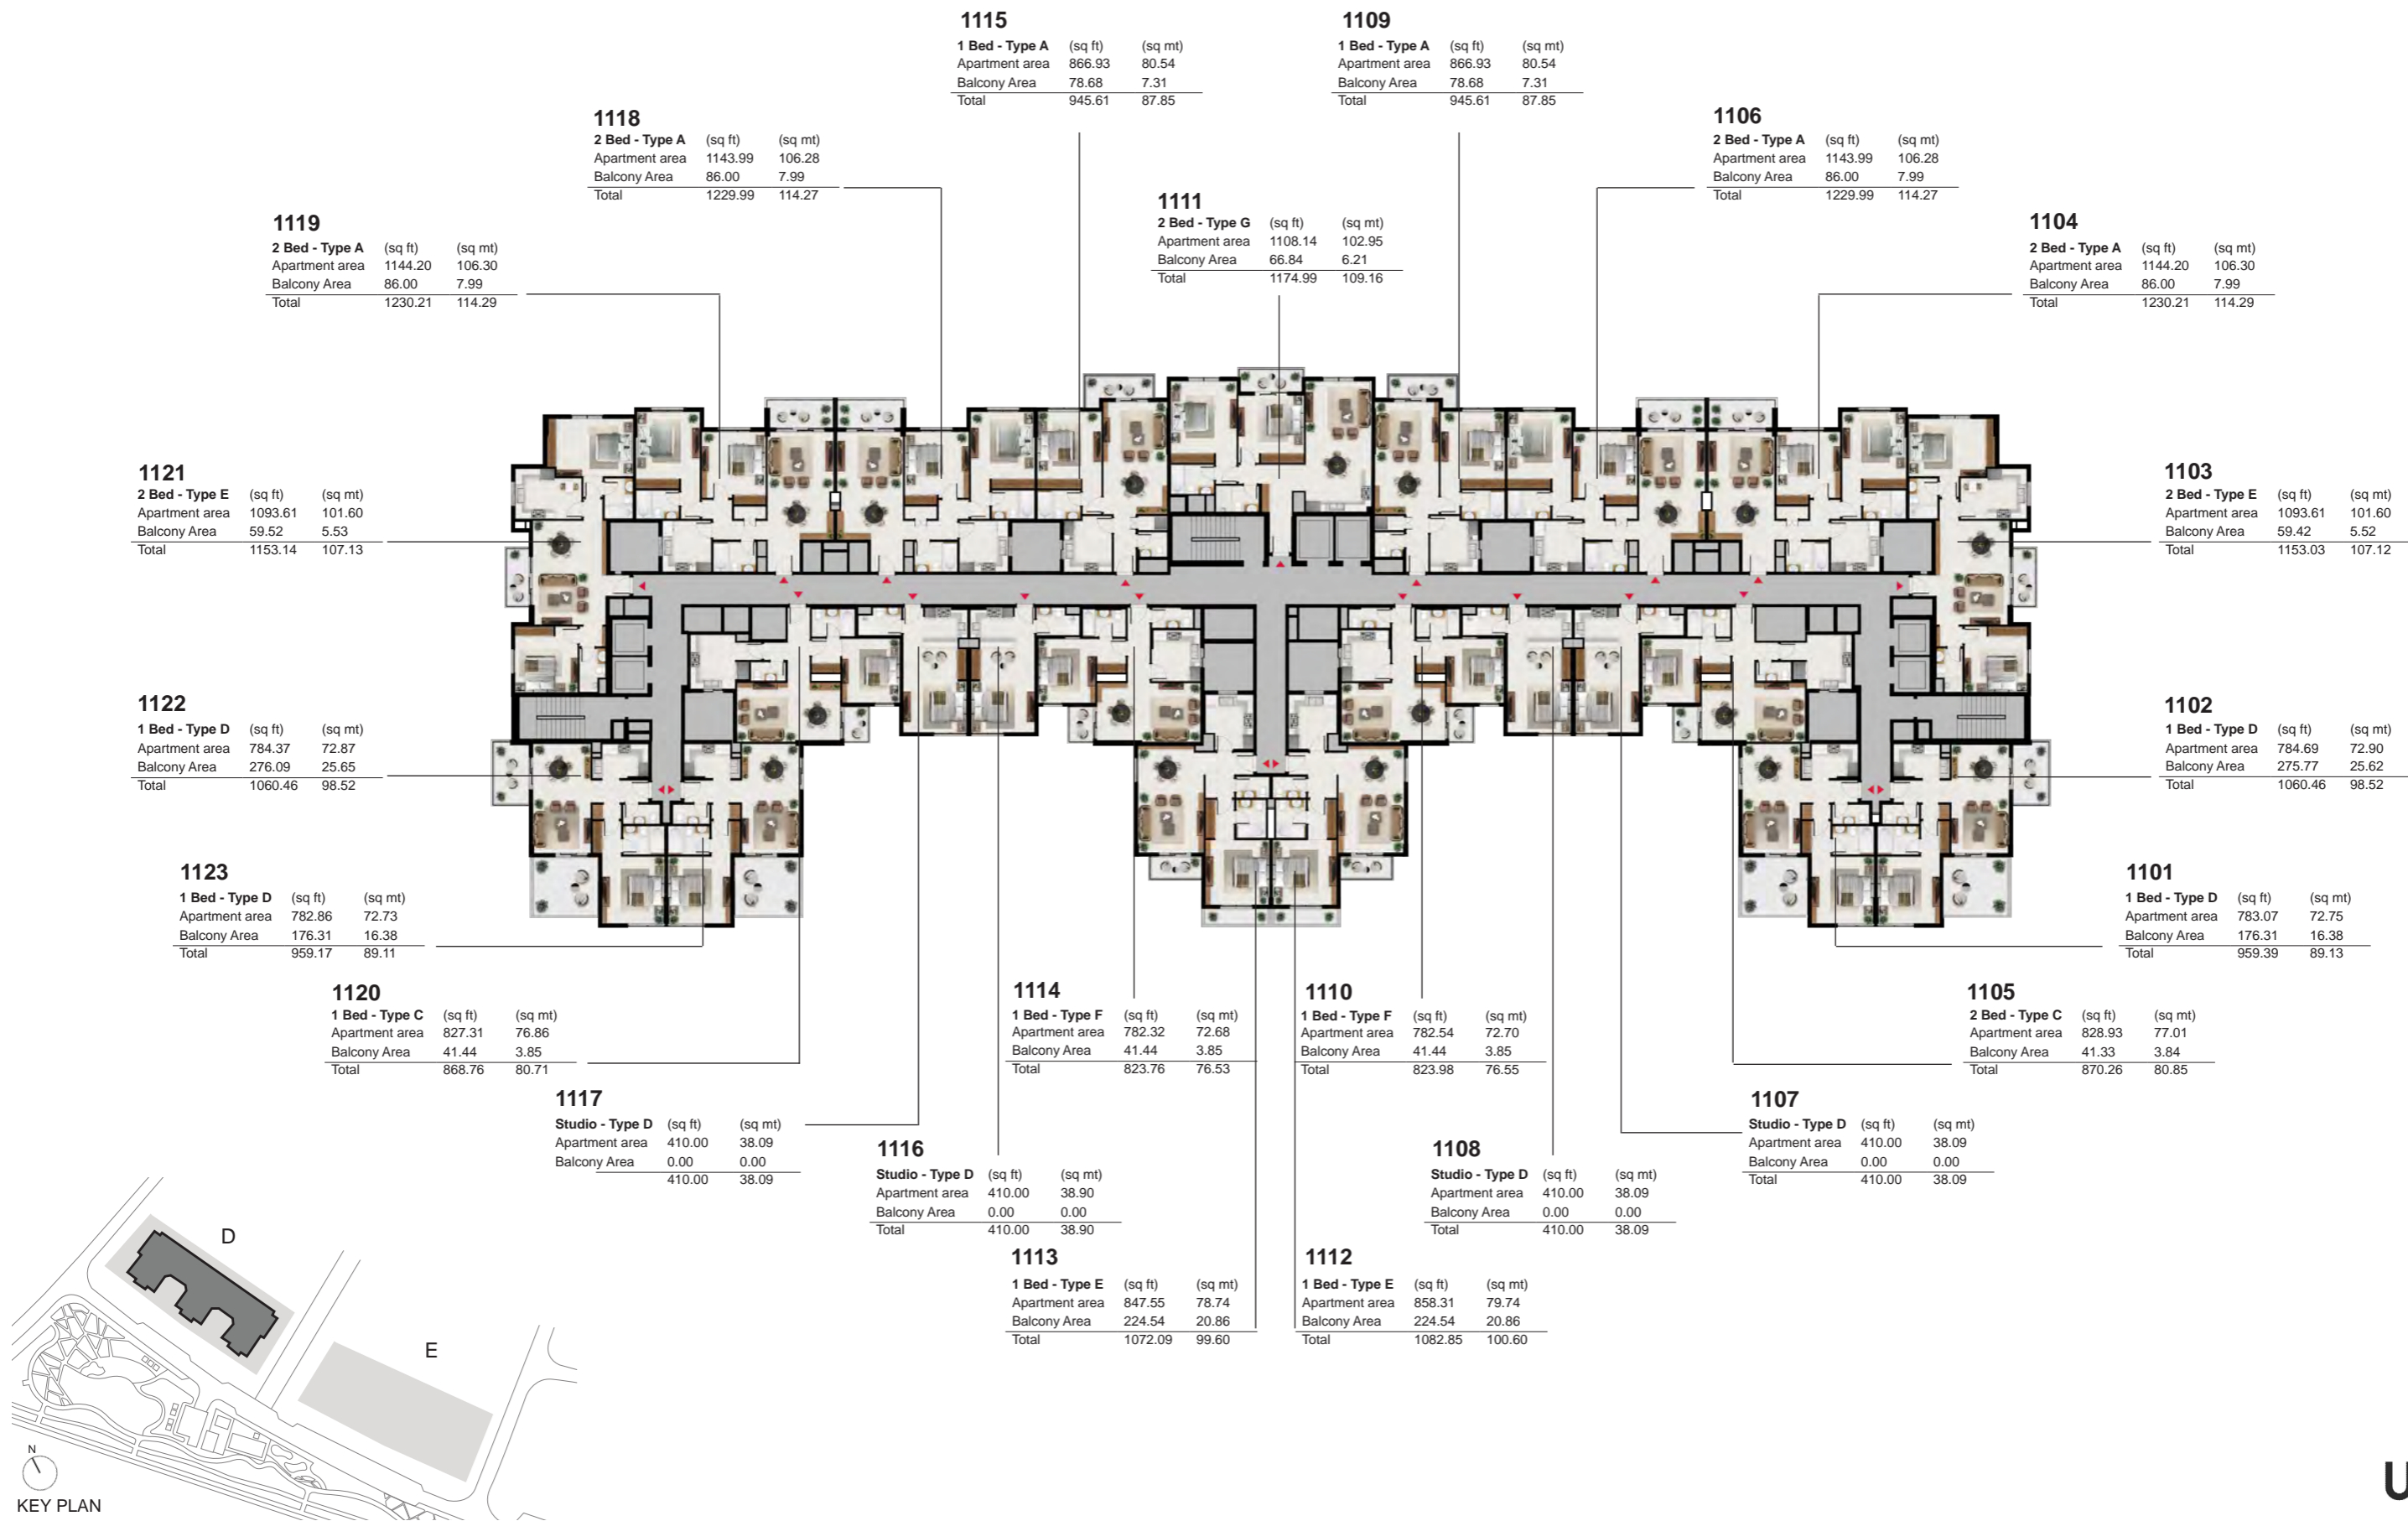 1115
1 Bed - Type A (sq ft) (sq mt)
Apartment area 866.93 80.54
Balcony Area 78.68 7.31
Total 945.61 87.85
1109
1 Bed - Type A (sq ft) (sq mt)
Apartment area 866.93 80.54
Balcony Area 78.68 7.31
Total 945.61 87.85
1118
2 Bed - Type A (sq ft) (sq mt)
Apartment area 1143.99 106.28
Balcony Area 86.00 7.99
Total 1229.99 114.27
1106
2 Bed - Type A (sq ft) (sq mt)
Apartment area 1143.99 106.28
Balcony Area 86.00 7.99
Total 1229.99 114.27
1111
2 Bed - Type G (sq ft) (sq mt)
Apartment area 1108.14 102.95
Balcony Area 66.84 6.21
Total 1174.99 109.16
1119
2 Bed - Type A (sq ft) (sq mt)
Apartment area 1144.20 106.30
Balcony Area 86.00 7.99
Total 1230.21 114.29
1104
2 Bed - Type A (sq ft) (sq mt)
Apartment area 1144.20 106.30
Balcony Area 86.00 7.99
Total 1230.21 114.29
1121
2 Bed - Type E (sq ft) (sq mt)
Apartment area 1093.61 101.60
Balcony Area 59.52 5.53
Total 1153.14 107.13
1103
2 Bed - Type E (sq ft) (sq mt)
Apartment area 1093.61 101.60
Balcony Area 59.42 5.52
Total 1153.03 107.12
1122
1 Bed - Type D (sq ft) (sq mt)
Apartment area 784.37 72.87
Balcony Area 276.09 25.65
Total 1060.46 98.52
1102
1 Bed - Type D (sq ft) (sq mt)
Apartment area 784.69 72.90
Balcony Area 275.77 25.62
Total 1060.46 98.52
1123
1 Bed - Type D (sq ft) (sq mt)
Apartment area 782.86 72.73
Balcony Area 176.31 16.38
Total 959.17 89.11
1101
1 Bed - Type D (sq ft) (sq mt)
Apartment area 783.07 72.75
Balcony Area 176.31 16.38
Total 959.39 89.13
1120
1 Bed - Type C (sq ft) (sq mt)
Apartment area 827.31 76.86
Balcony Area 41.44 3.85
Total 868.76 80.71
1114
1 Bed - Type F (sq ft) (sq mt)
Apartment area 782.32 72.68
Balcony Area 41.44 3.85
Total 823.76 76.53
1110
1 Bed - Type F (sq ft) (sq mt)
Apartment area 782.54 72.70
Balcony Area 41.44 3.85
Total 823.98 76.55
1105
2 Bed - Type C (sq ft) (sq mt)
Apartment area 828.93 77.01
Balcony Area 41.33 3.84
Total 870.26 80.85
1117
Studio - Type D (sq ft) (sq mt)
Apartment area 410.00 38.09
Balcony Area 0.00 0.00
410.00 38.09
1107
Studio - Type D (sq ft) (sq mt)
Apartment area 410.00 38.09
Balcony Area 0.00 0.00
Total 410.00 38.09
1116
Studio - Type D (sq ft) (sq mt)
Apartment area 410.00 38.90
Balcony Area 0.00 0.00
Total 410.00 38.90
1108
Studio - Type D (sq ft) (sq mt)
Apartment area 410.00 38.09
Balcony Area 0.00 0.00
Total 410.00 38.09
1113
1 Bed - Type E (sq ft) (sq mt)
Apartment area 847.55 78.74
Balcony Area 224.54 20.86
Total 1072.09 99.60
1112
1 Bed - Type E (sq ft) (sq mt)
Apartment area 858.31 79.74
Balcony Area 224.54 20.86
Total 1082.85 100.60
D
E
N
KEY PLAN
U